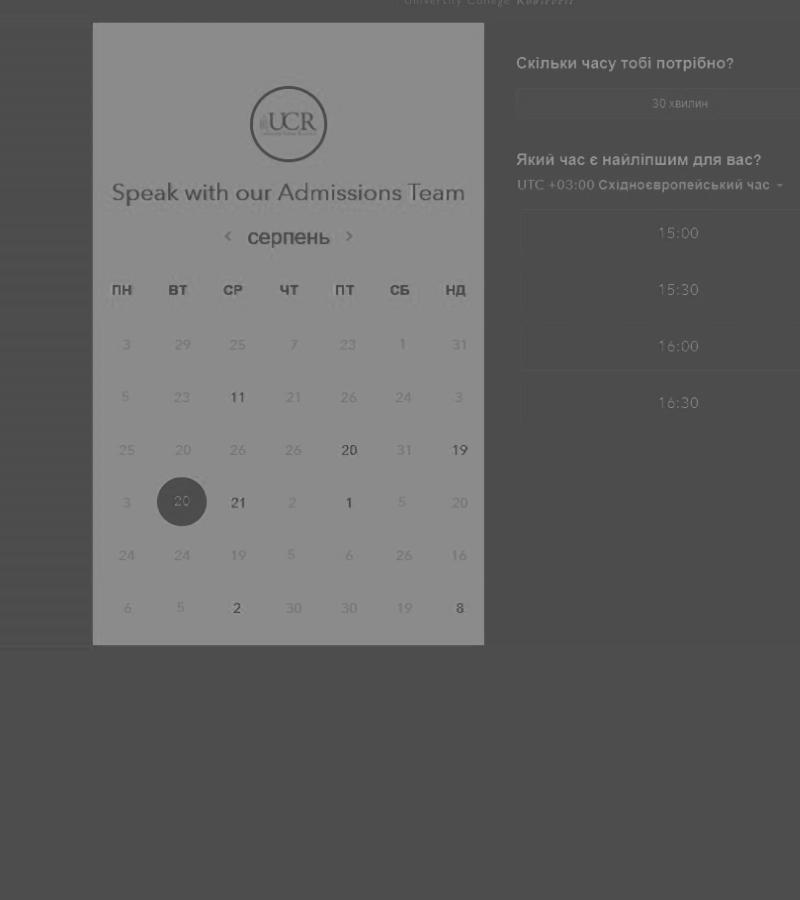 University College Roosevelt
UCR
Speak with our Admissions Team
‹ серпень ›
ПН ВТ СР ЧТ ПТ СБ НД
3 29 25 7 23 1 31
5 23 11 21 26 24 3
25 20 26 26 20 31 19
3 20 21 2 1 5 20
24 24 19 5 6 26 16
6 5 2 30 30 19 8
Скільки часу тобі потрібно?
30 хвилин
Який час є найліпшим для вас?
UTC +03:00 Східноєвропейський час
15:00
15:30
16:00
16:30